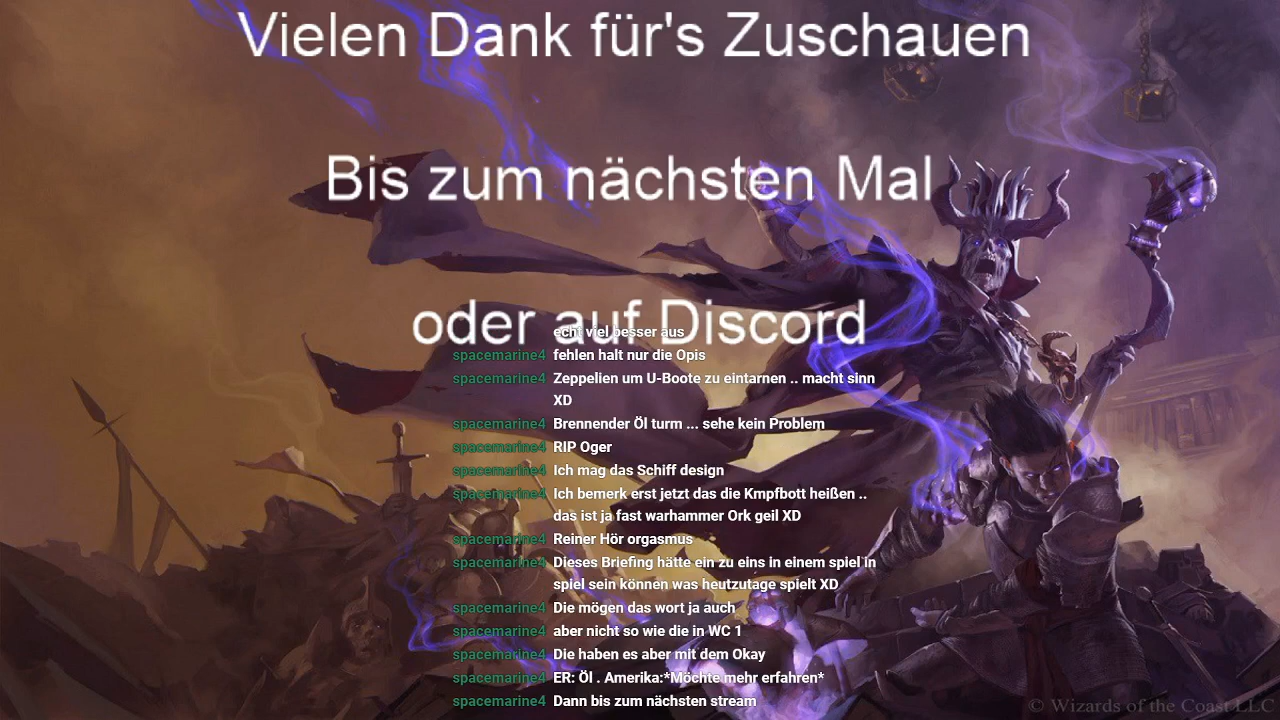 Vielen Dank für's Zuschauen
Bis zum nächsten Mal
oder auf Discord
echt viel besser aus
spacemarine4 fehlen halt nur die Opis
spacemarine4 Zeppelien um U-Boote zu eintarnen .. macht sinn
XD
spacemarine4 Brennender Öl turm ... sehe kein Problem
spacemarine4 RIP Oger
spacemarine4 Ich mag das Schiff design
spacemarine4 Ich bemerk erst jetzt das die Kmpfbott heißen ..
das ist ja fast warhammer Ork geil XD
spacemarine4 Reiner Hör orgasmus
spacemarine4 Dieses Briefing hätte ein zu eins in einem spiel in
spiel sein können was heutzutage spielt XD
spacemarine4 Die mögen das wort ja auch
spacemarine4 aber nicht so wie die in WC 1
spacemarine4 Die haben es aber mit dem Okay
spacemarine4 ER: Öl . Amerika:*Möchte mehr erfahren*
spacemarine4 Dann bis zum nächsten stream
© Wizards of the Coast LLC